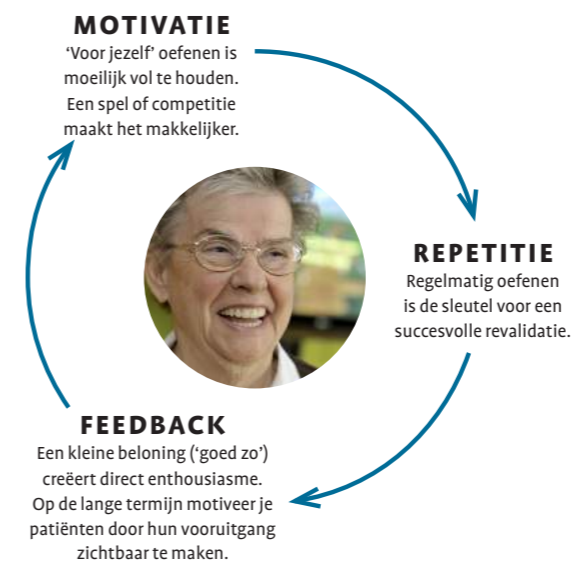 MOTIVATIE
‘Voor jezelf’ oefenen is
moeilijk vol te houden.
Een spel of competitie
maakt het makkelijker.
REPETITIE
Regelmatig oefenen
is de sleutel voor een
succesvolle revalidatie.
FEEDBACK
Een kleine beloning (‘goed zo’)
creëert direct enthousiasme.
Op de lange termijn motiveer je
patiënten door hun vooruitgang
zichtbaar te maken.